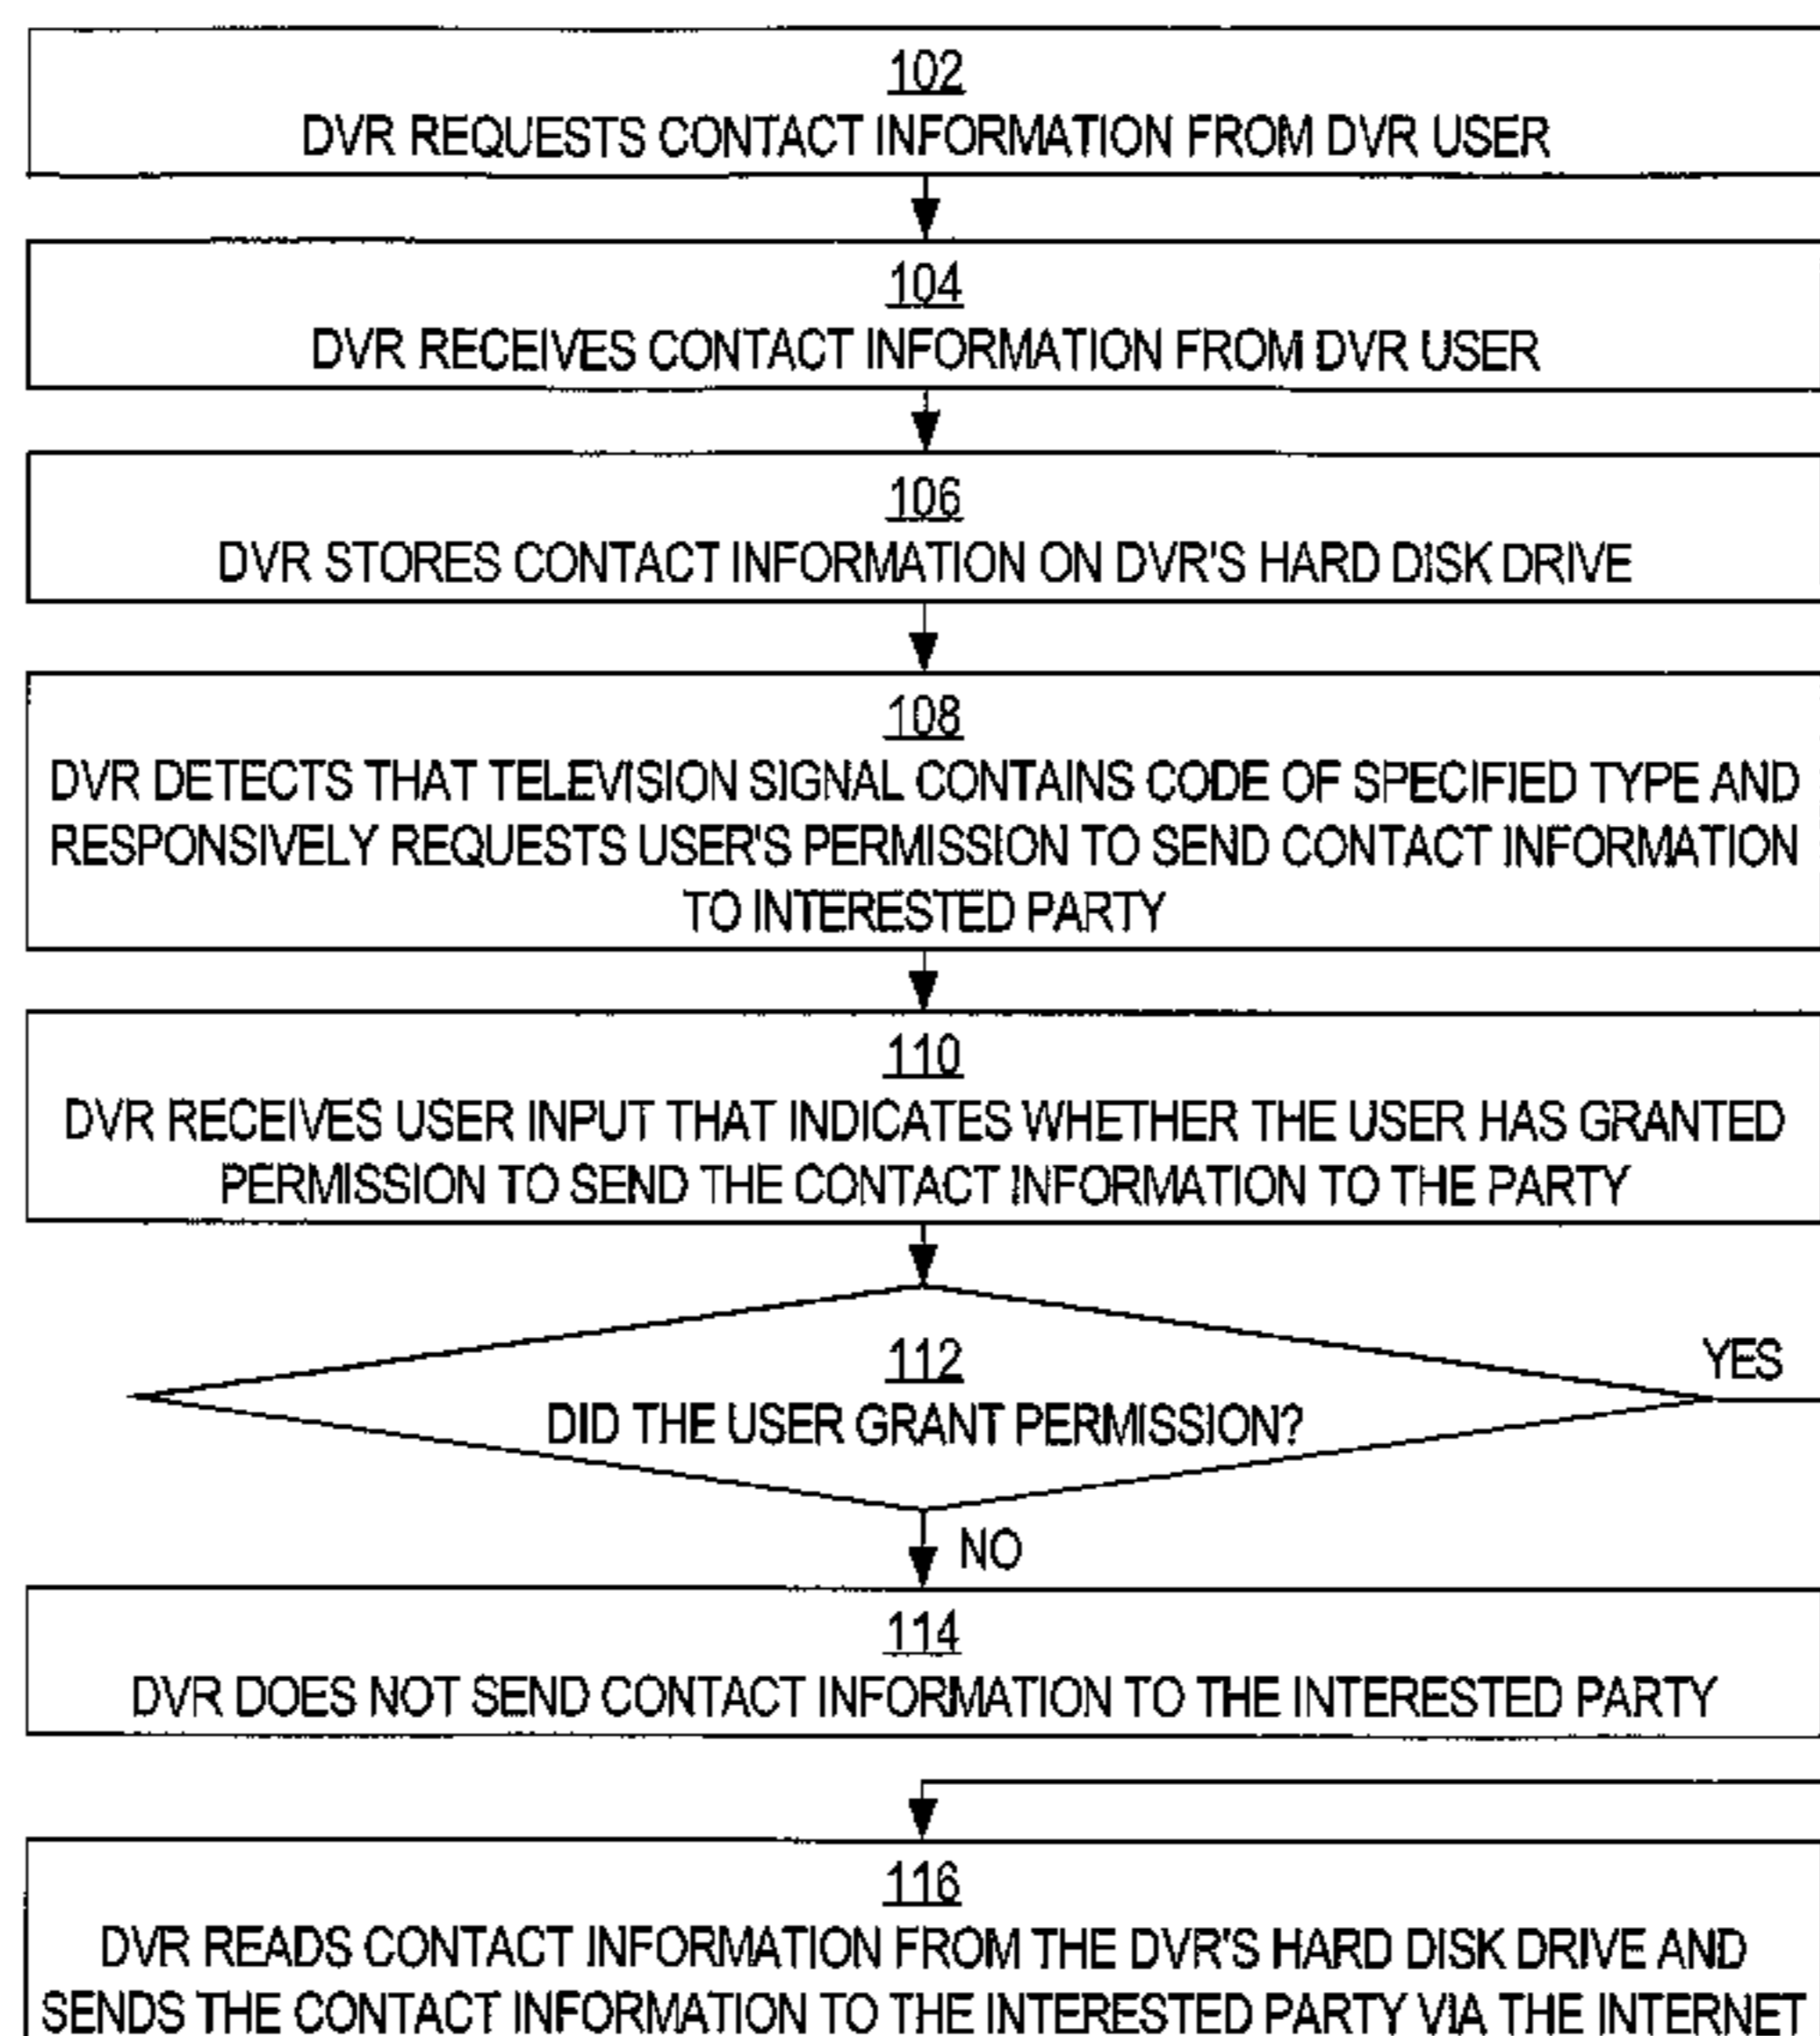 102
DVR REQUESTS CONTACT INFORMATION FROM DVR USER
104
DVR RECEIVES CONTACT INFORMATION FROM DVR USER
106
DVR STORES CONTACT INFORMATION ON DVR'S HARD DISK DRIVE
108
DVR DETECTS THAT TELEVISION SIGNAL CONTAINS CODE OF SPECIFIED TYPE AND
RESPONSIVELY REQUESTS USER'S PERMISSION TO SEND CONTACT INFORMATION
TO INTERESTED PARTY
110
DVR RECEIVES USER INPUT THAT INDICATES WHETHER THE USER HAS GRANTED
PERMISSION TO SEND THE CONTACT INFORMATION TO THE PARTY
112
DID THE USER GRANT PERMISSION?
YES
NO
114
DVR DOES NOT SEND CONTACT INFORMATION TO THE INTERESTED PARTY
116
DVR READS CONTACT INFORMATION FROM THE DVR'S HARD DISK DRIVE AND
SENDS THE CONTACT INFORMATION TO THE INTERESTED PARTY VIA THE INTERNET